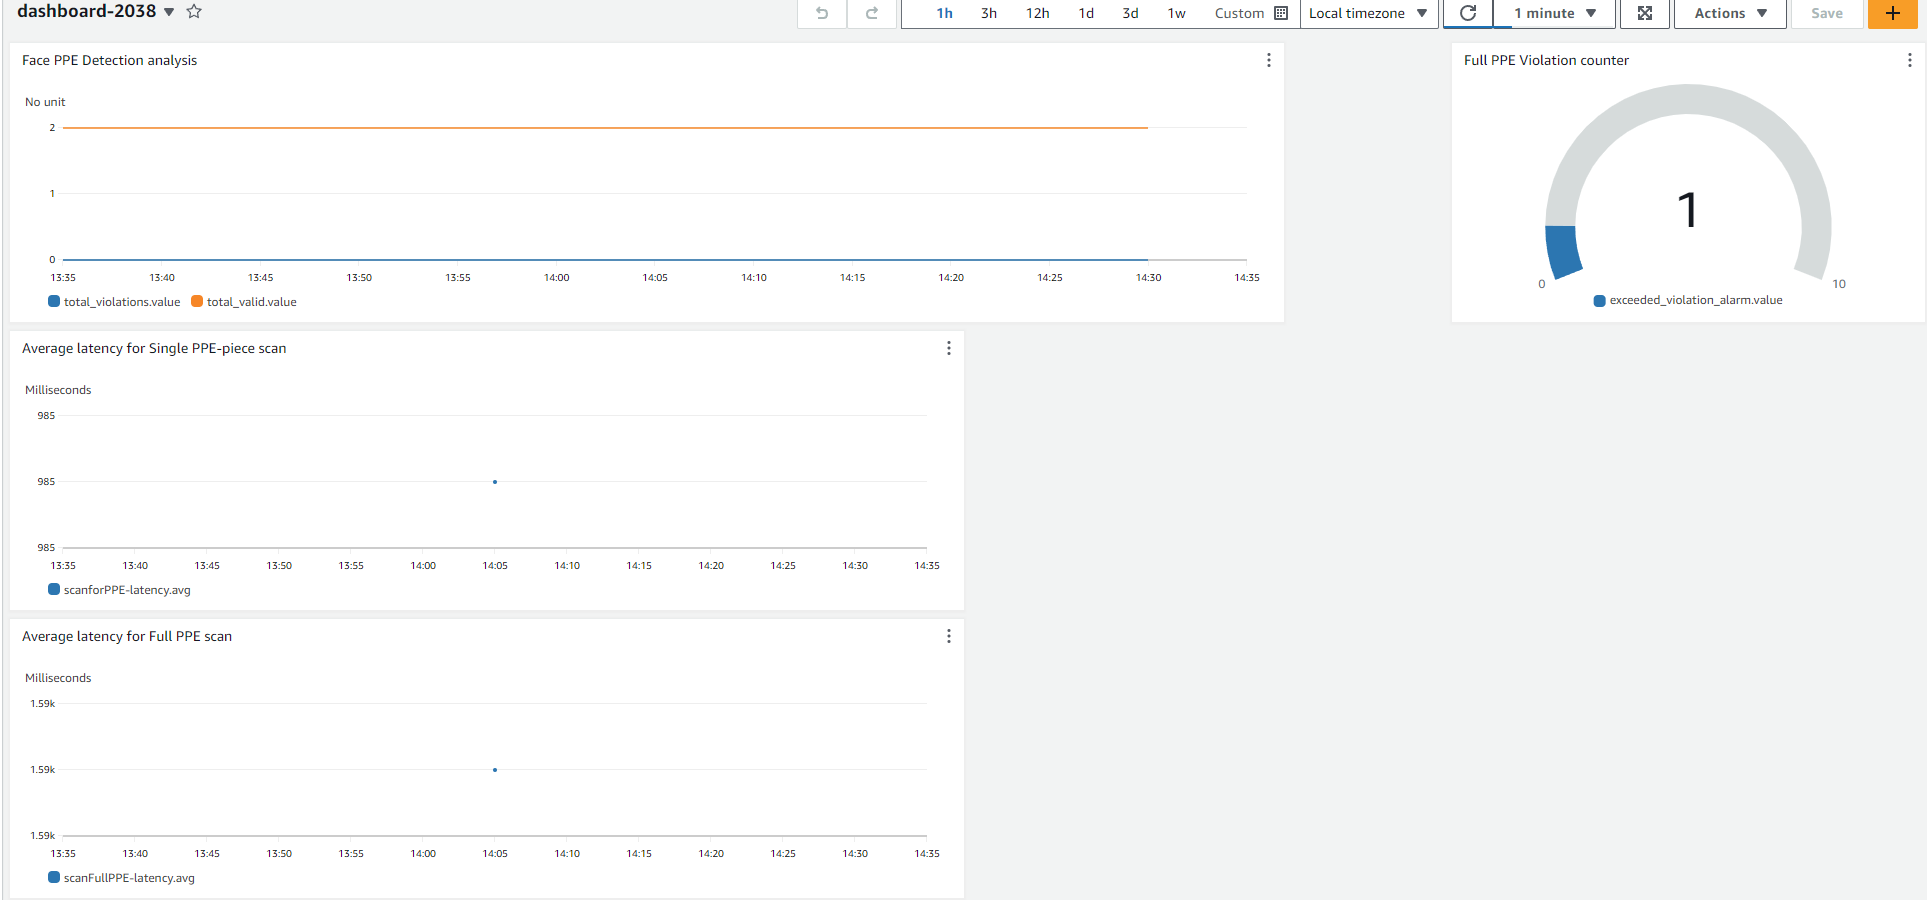 dashboard-2038
1h 3h 12h 1d 3d 1w Custom Local timezone 1 minute Actions Save +
Face PPE Detection analysis
No unit
2
1
0
13:35 13:40 13:45 13:50 13:55 14:00 14:05 14:10 14:15 14:20 14:25 14:30 14:35
total_violations.value total_valid.value
Full PPE Violation counter
1
0 10
exceeded_violation_alarm.value
Average latency for Single PPE-piece scan
Milliseconds
985
985
985
13:35 13:40 13:45 13:50 13:55 14:00 14:05 14:10 14:15 14:20 14:25 14:30 14:35
scanforPPE-latency.avg
Average latency for Full PPE scan
Milliseconds
1.59k
1.59k
1.59k
13:35 13:40 13:45 13:50 13:55 14:00 14:05 14:10 14:15 14:20 14:25 14:30 14:35
scanFullPPE-latency.avg